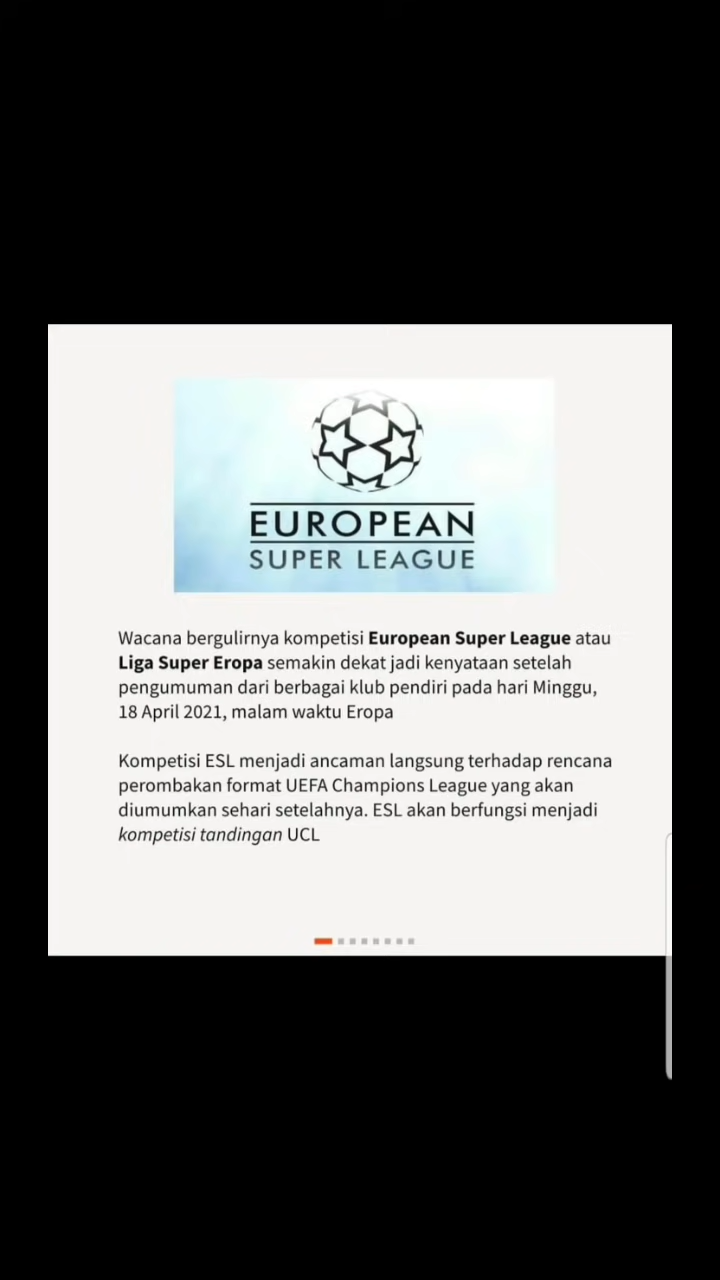 EUROPEAN
SUPER LEAGUE
Wacana bergulirnya kompetisi European Super League atau
Liga Super Eropa semakin dekat jadi kenyataan setelah
pengumuman dari berbagai klub pendiri pada hari Minggu,
18 April 2021, malam waktu Eropa
Kompetisi ESL menjadi ancaman langsung terhadap rencana
perombakan format UEFA Champions League yang akan
diumumkan sehari setelahnya. ESL akan berfungsi menjadi
kompetisi tandingan UCL